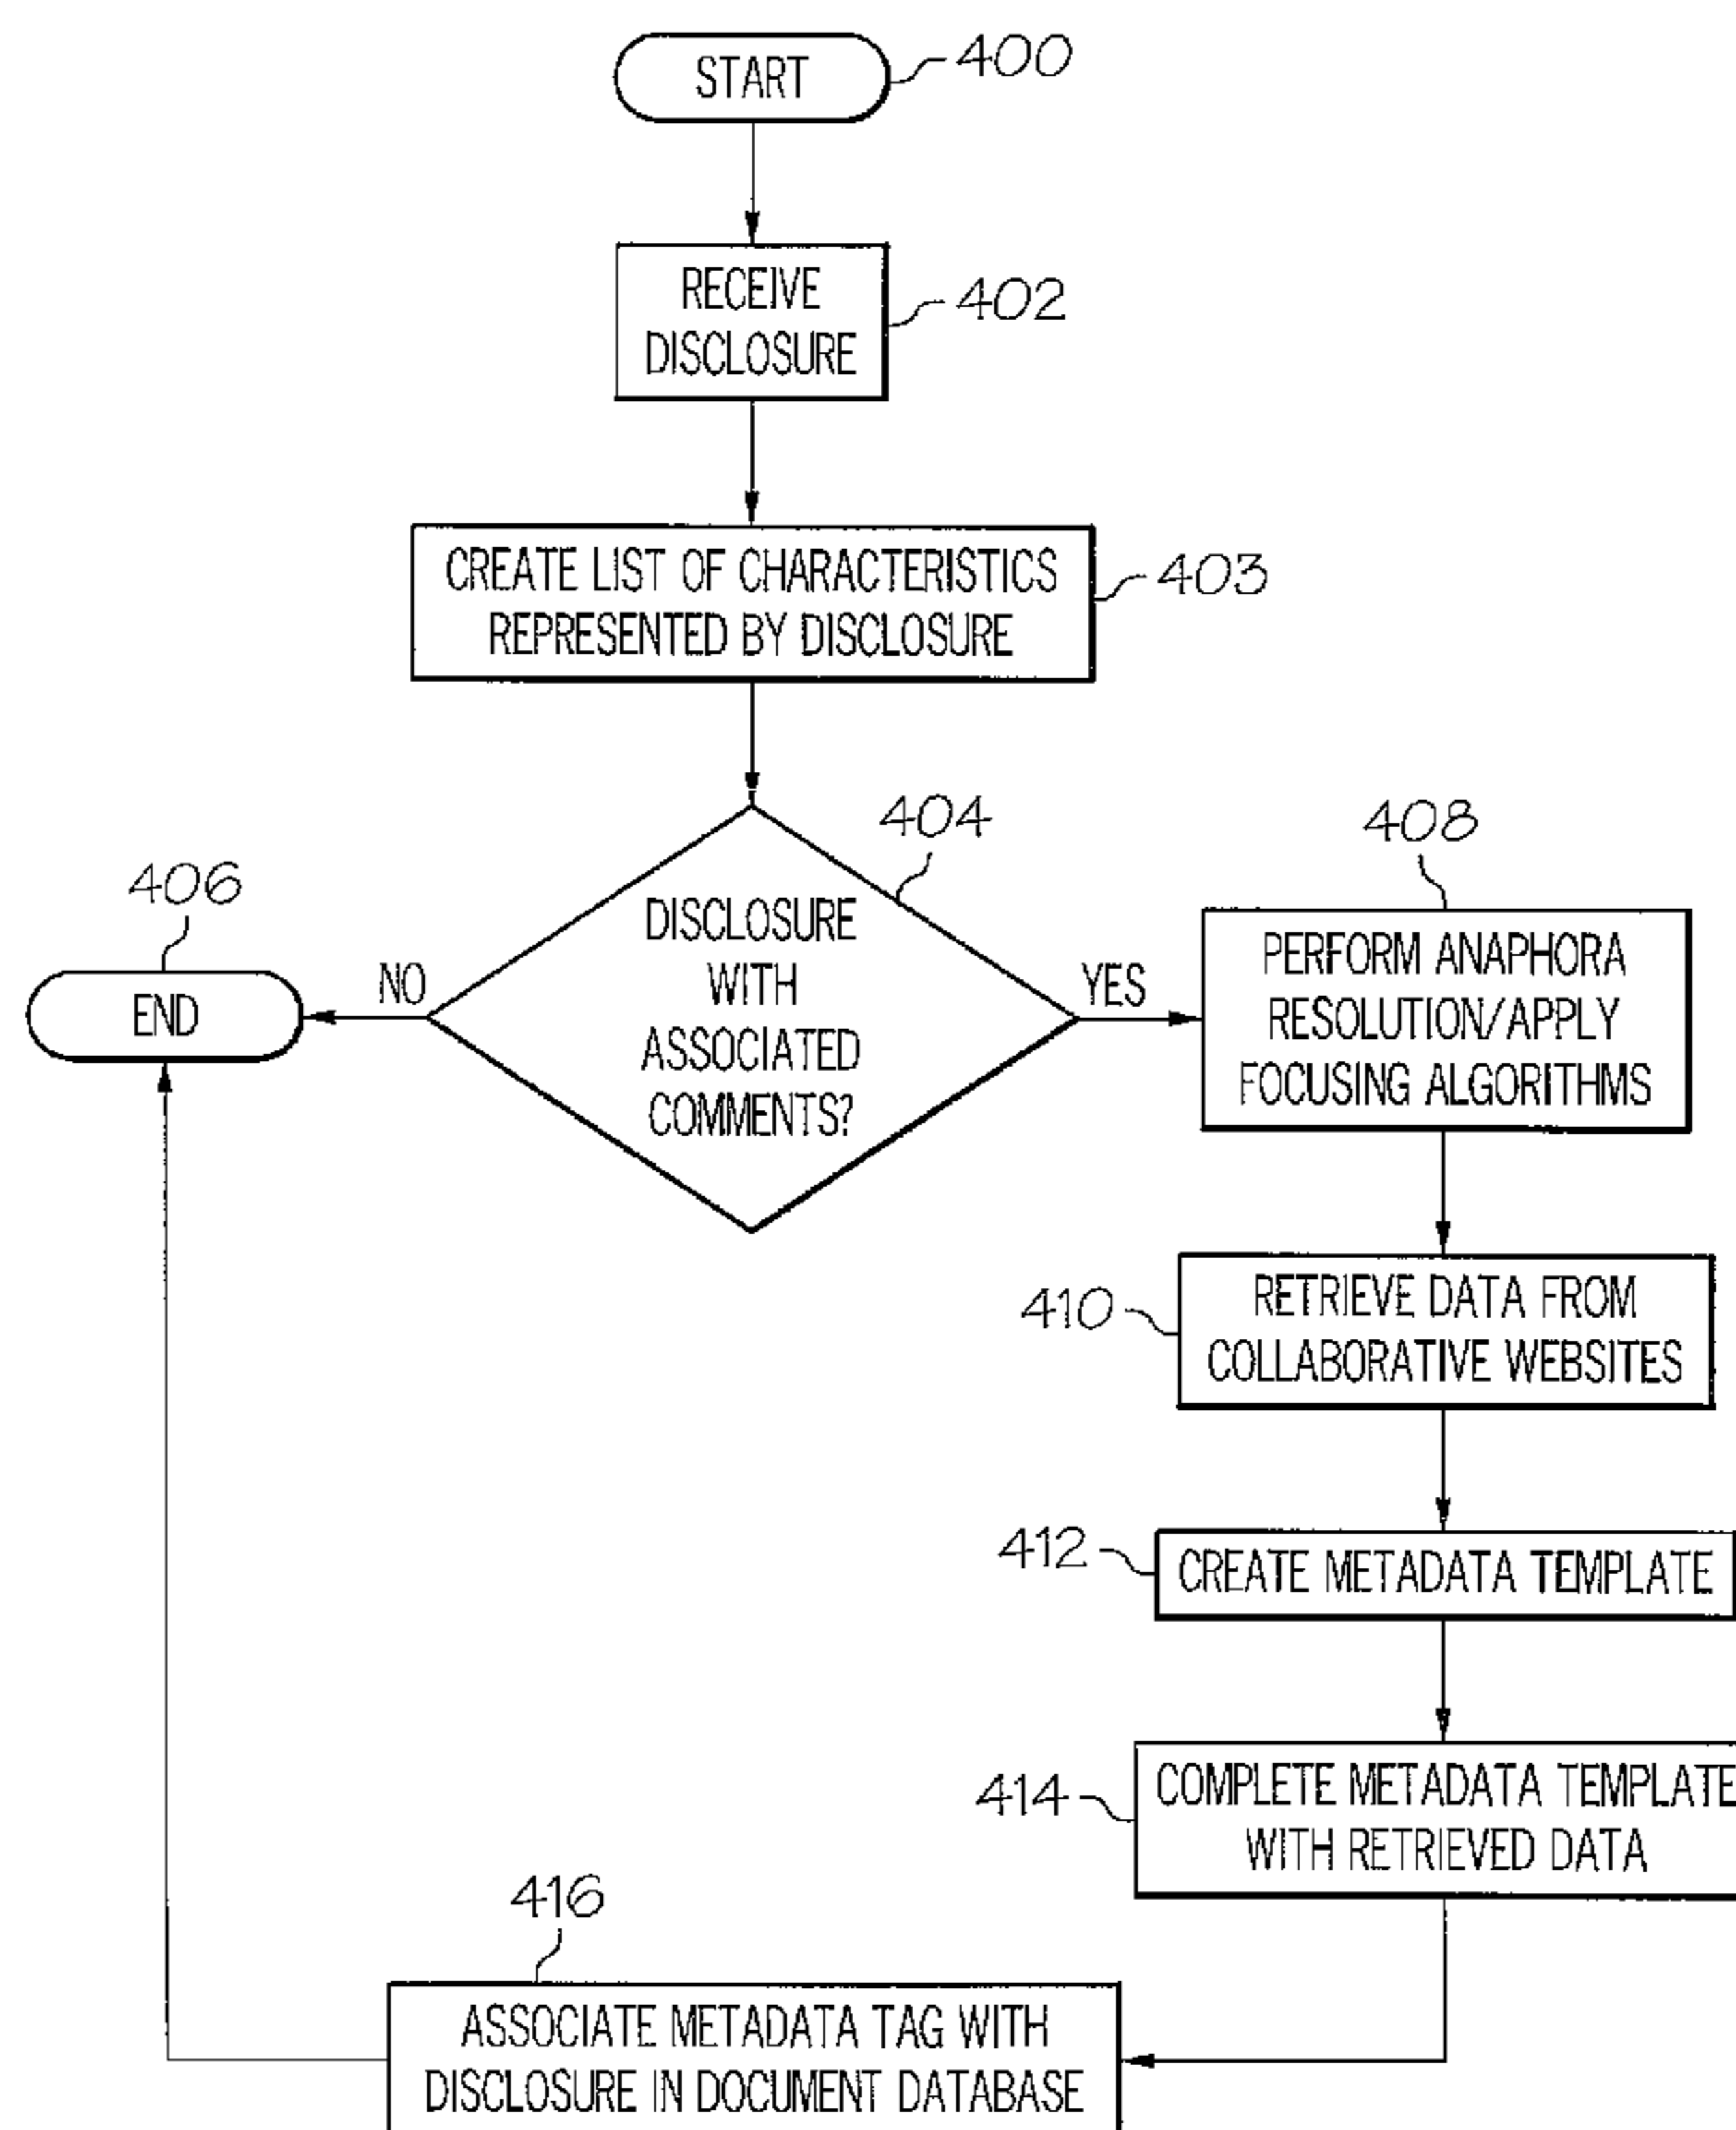 START
400
RECEIVE
DISCLOSURE
402
CREATE LIST OF CHARACTERISTICS
REPRESENTED BY DISCLOSURE
403
404
DISCLOSURE
WITH
ASSOCIATED
COMMENTS?
NO
406
END
YES
408
PERFORM ANAPHORA
RESOLUTION/APPLY
FOCUSING ALGORITHMS
410
RETRIEVE DATA FROM
COLLABORATIVE WEBSITES
412
CREATE METADATA TEMPLATE
414
COMPLETE METADATA TEMPLATE
WITH RETRIEVED DATA
416
ASSOCIATE METADATA TAG WITH
DISCLOSURE IN DOCUMENT DATABASE